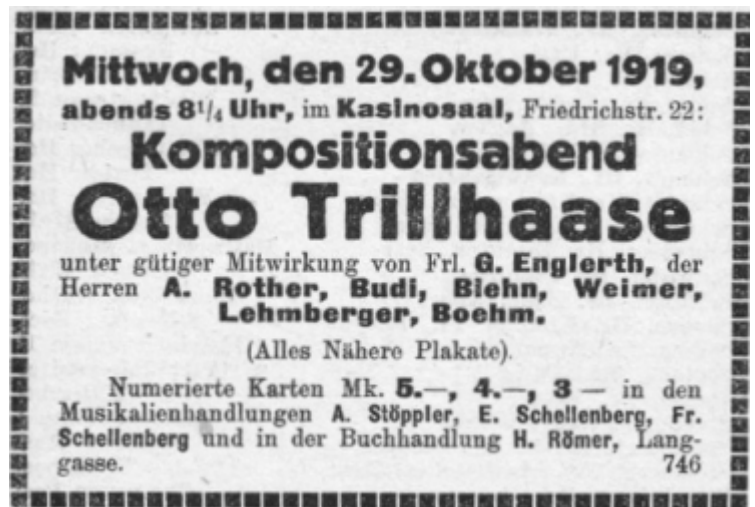 Mittwoch, den 29. Oktober 1919,
abends 8¼ Uhr, im Kasinosaal, Friedrichstr. 22:
Kompositionsabend
Otto Trillhaase
unter gütiger Mitwirkung von Frl. G. Englerth, der
Herren A. Rother, Budi, Biehn, Weimer,
Lehmberger, Boehm.
(Alles Nähere Plakate).
Numerierte Karten Mk. 5.—, 4.—, 3 — in den
Musikalienhandlungen A. Stöppler, E. Schellenberg, Fr.
Schellenberg und in der Buchhandlung H. Römer, Lang-
gasse. 746